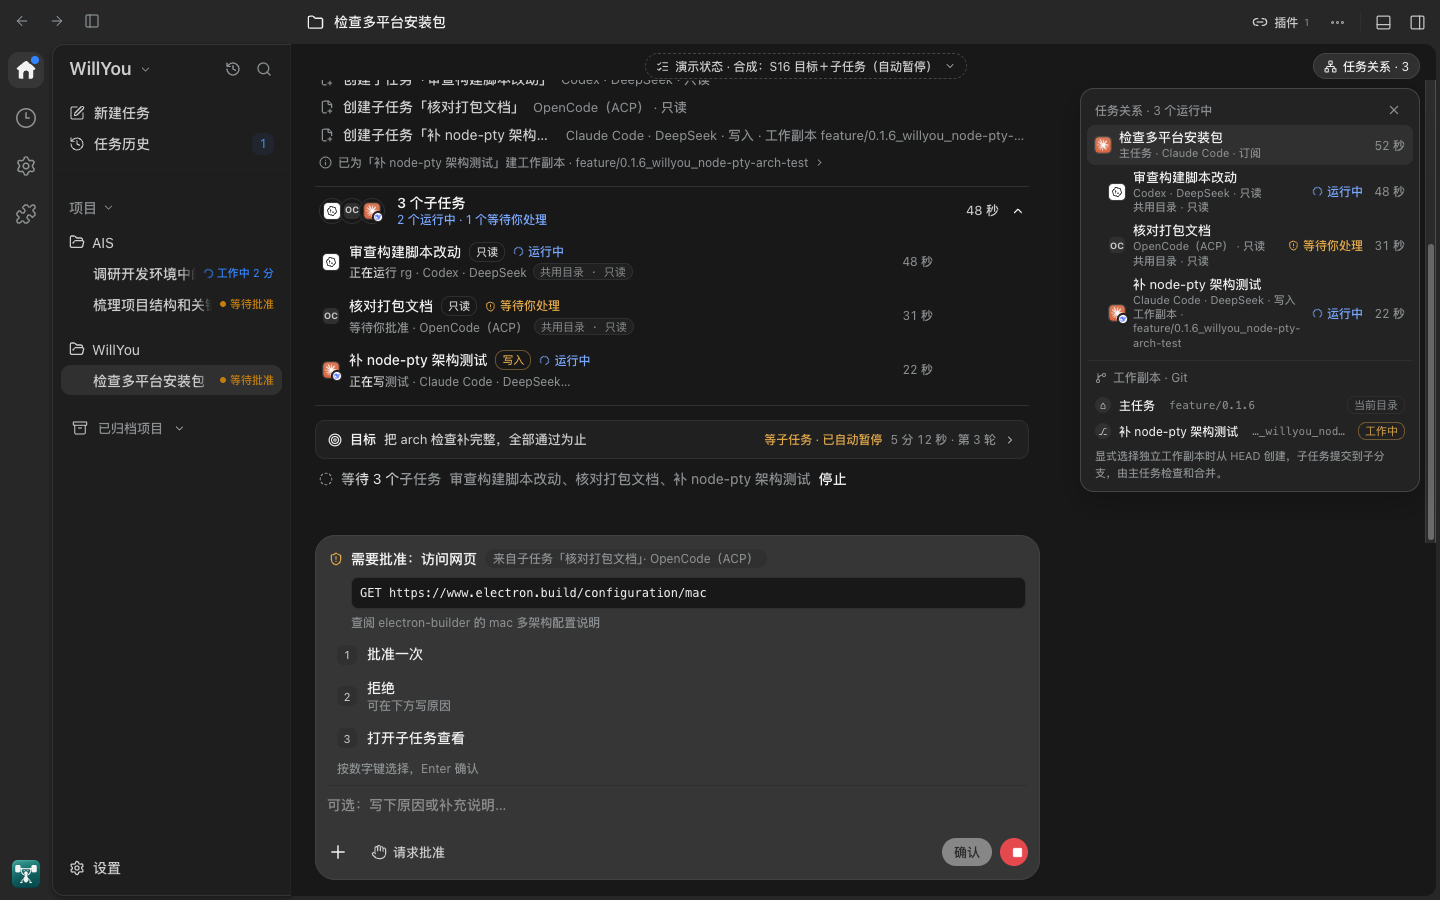 检查多平台安装包
插件 1
WillYou
新建任务
任务历史 1
项目
AIS
调研开发环境中 工作中 2 分
梳理项目结构和关键 等待批准
WillYou
检查多平台安装包 等待批准
已归档项目
设置
演示状态 · 合成：S16 目标+子任务（自动暂停）
任务关系 · 3
创建子任务「审查构建脚本改动」 Codex · DeepSeek · 只读
创建子任务「核对打包文档」 OpenCode（ACP） · 只读
创建子任务「补 node-pty 架构... Claude Code · DeepSeek · 写入 · 工作副本 feature/0.1.6_willyou_node-pty-...
已为「补 node-pty 架构测试」建工作副本 · feature/0.1.6_willyou_node-pty-arch-test
OC
3 个子任务
2 个运行中 · 1 个等待你处理
48 秒
审查构建脚本改动 只读 运行中
正在运行 rg · Codex · DeepSeek 共用目录 · 只读
48 秒
OC
核对打包文档 只读 等待你处理
等待你批准 · OpenCode（ACP） 共用目录 · 只读
31 秒
补 node-pty 架构测试 写入 运行中
正在写测试 · Claude Code · DeepSeek...
22 秒
目标 把 arch 检查补完整，全部通过为止 等子任务 · 已自动暂停 5 分 12 秒 · 第 3 轮
等待 3 个子任务 审查构建脚本改动、核对打包文档、补 node-pty 架构测试 停止
需要批准：访问网页 来自子任务「核对打包文档」· OpenCode（ACP）
GET https://www.electron.build/configuration/mac
查阅 electron-builder 的 mac 多架构配置说明
1 批准一次
2 拒绝
可在下方写原因
3 打开子任务查看
按数字键选择，Enter 确认
可选：写下原因或补充说明...
请求批准
确认
任务关系 · 3 个运行中
检查多平台安装包
主任务 · Claude Code · 订阅
52 秒
审查构建脚本改动
Codex · DeepSeek · 只读
共用目录 · 只读
运行中 48 秒
OC
核对打包文档
OpenCode（ACP） · 只读
共用目录 · 只读
等待你处理 31 秒
补 node-pty 架构测试
Claude Code · DeepSeek · 写入
工作副本 ·
feature/0.1.6_willyou_node-pty-
arch-test
运行中 22 秒
工作副本 · Git
主任务 feature/0.1.6 当前目录
补 node-pty 架构测试 …_willyou_nod… 工作中
显式选择独立工作副本时从 HEAD 创建，子任务提交到子分
支，由主任务检查和合并。